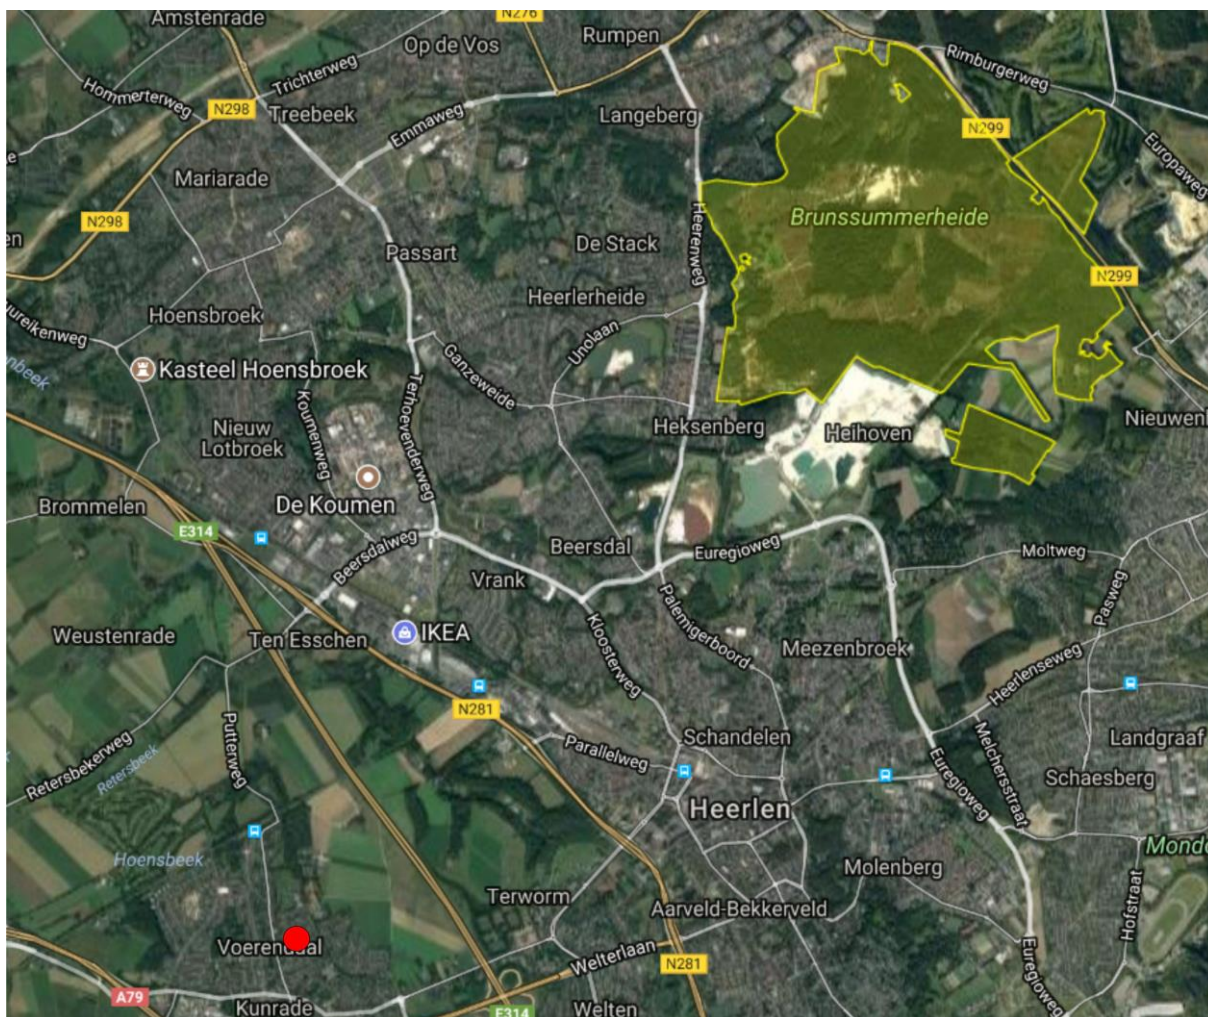 Amstenrade
N276
Rumpen
Op de Vos
Rimburgerweg
Trichterweg
Hommerterweg
N298
Treebeek
Langeberg
Emmaweg
N299
Europaweg
Mariarade
N298
Brunssummerheide
Heerenweg
De Stack
Passart
N299
Heerlerheide
Hoensbroek
uureikenweg
Unolaan
Ganzeweide
Kasteel Hoensbroek
Terhoevenderweg
Koumenweg
Nieuw
Lotbroek
Heksenberg
Heihoven
De Koumen
Brommelen
E314
Beersdalweg
Beersdal
Euregioweg
Moltweg
Vrank
Palemigerboord
Pasweg
Kloosterweg
Weustenrade
Ten Esschen
IKEA
Meezenbroek
Heerlenseweg
N281
Putterweg
Retersbekerweg
Retersbeek
Parallelweg
Schandelen
Melchersstraat
Landgraaf
Euregioweg
Schaesberg
Heerlen
Hoensbeek
Molenberg
Terworm
Aarveld-Bekkerveld
Hofstraat
Voerendaal
Welterlaan
N281
Euregioweg
A79
Kunrade
E314
Welten